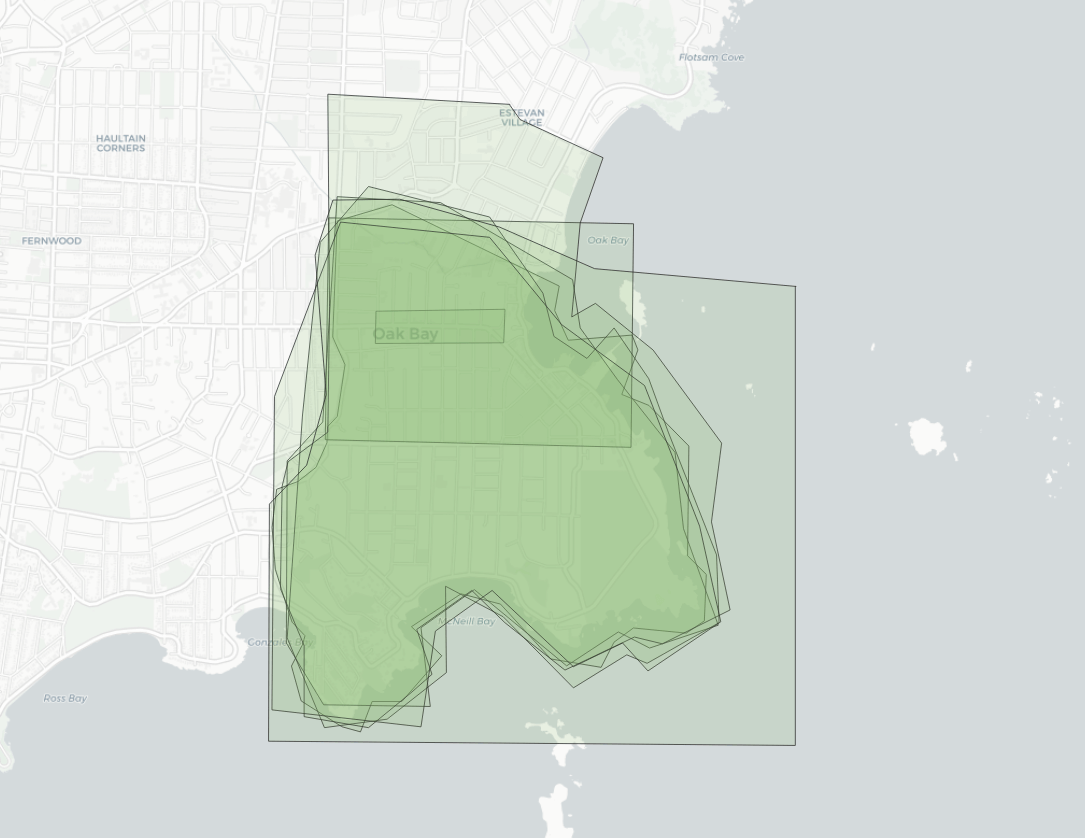 Flotsam Cove
ESTEVAN
VILLAGE
HAULTAIN
CORNERS
FERNWOOD
Oak Bay
Oak Bay
McNeill Bay
Gonzales Bay
Ross Bay